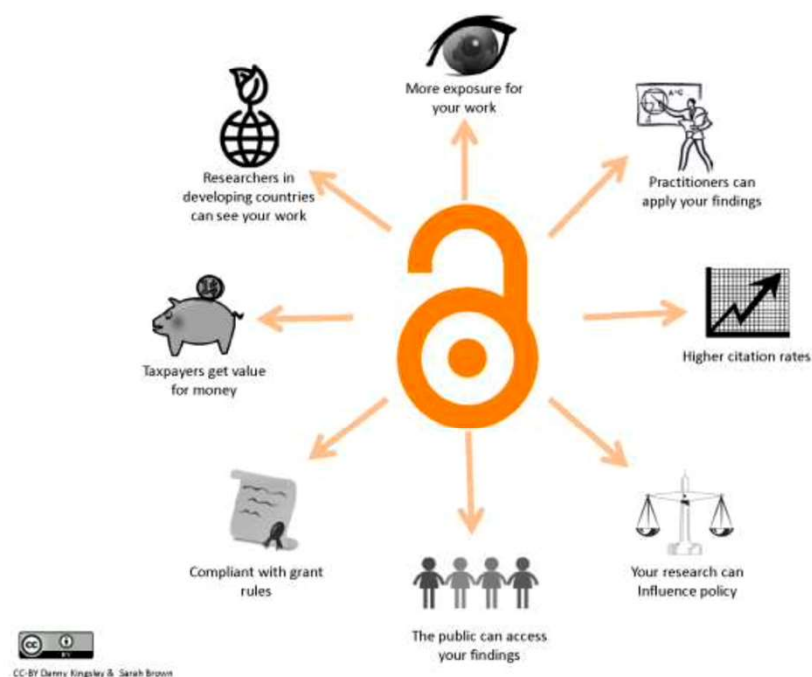 More exposure for
your work
Practitioners can
apply your findings
Higher citation rates
Your research can
Influence policy
The public can access
your findings
Compliant with grant
rules
Taxpayers get value
for money
Researchers in
developing countries
can see your work
CC BY
CC-BY Danny Kingsley & Sarah Brown